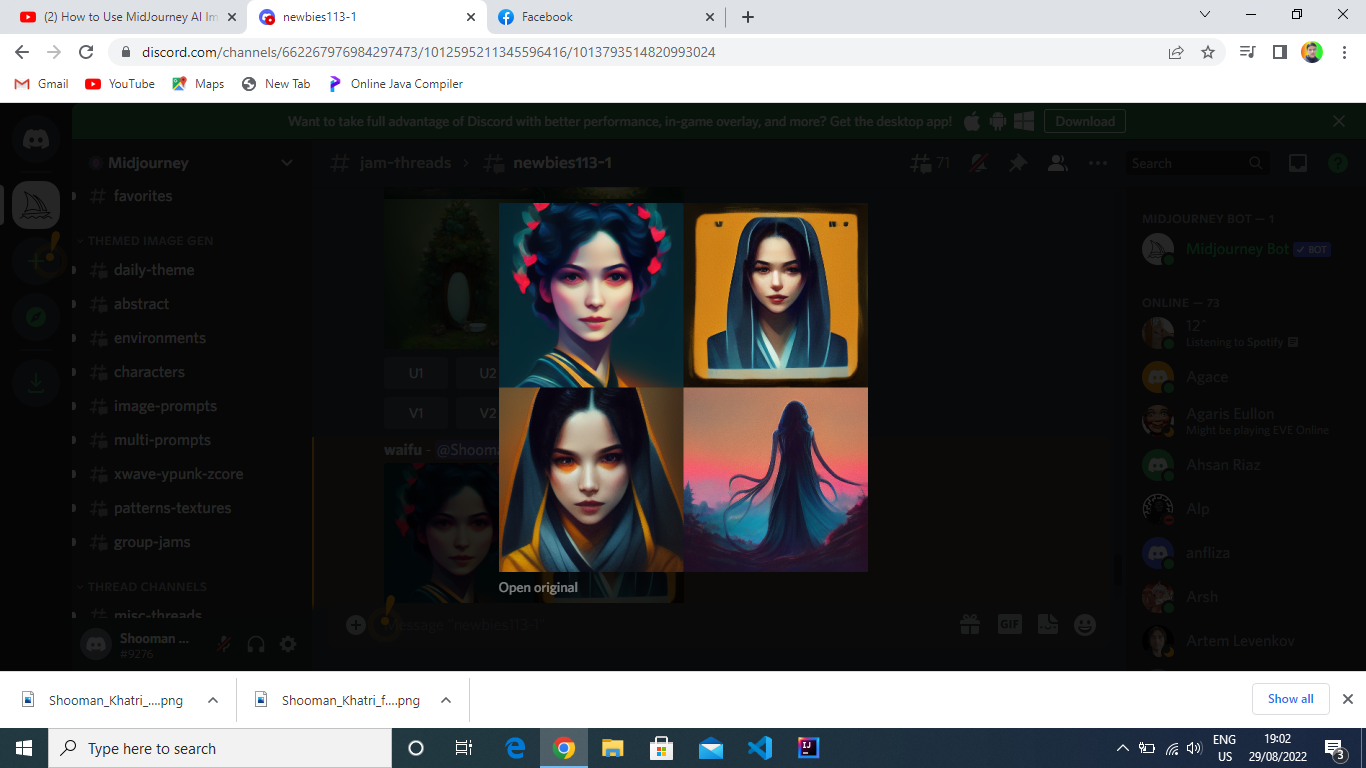 (2) How to Use MidJourney AI Im
newbies113-1
Facebook
discord.com/channels/662267976984297473/1012595211345596416/1013793514820993024
Gmail
YouTube
Maps
New Tab
Online Java Compiler
Want to take full advantage of Discord with better performance, in-game overlay, and more? Get the desktop app!
Download
Midjourney
jam-threads
newbies113-1
71
Search
favorites
THEMED IMAGE GEN
daily-theme
abstract
environments
characters
image-prompts
multi-prompts
xwave-ypunk-zcore
patterns-textures
group-jams
THREAD CHANNELS
misc-threads
Shooman ...
#9276
U1
U2
V1
V2
waifu - @Shooma
Open original
Message "newbies113-1"
GIF
MIDJOURNEY BOT — 1
Midjourney Bot
BOT
ONLINE — 73
12"
Listening to Spotify
Agace
Agaris Eullon
Might be playing EVE Online
Ahsan Riaz
Alp
anfliza
Arsh
Artem Levenkov
Shooman_Khatri_....png
Shooman_Khatri_f....png
Show all
Type here to search
IJ
ENG
US
19:02
29/08/2022
3